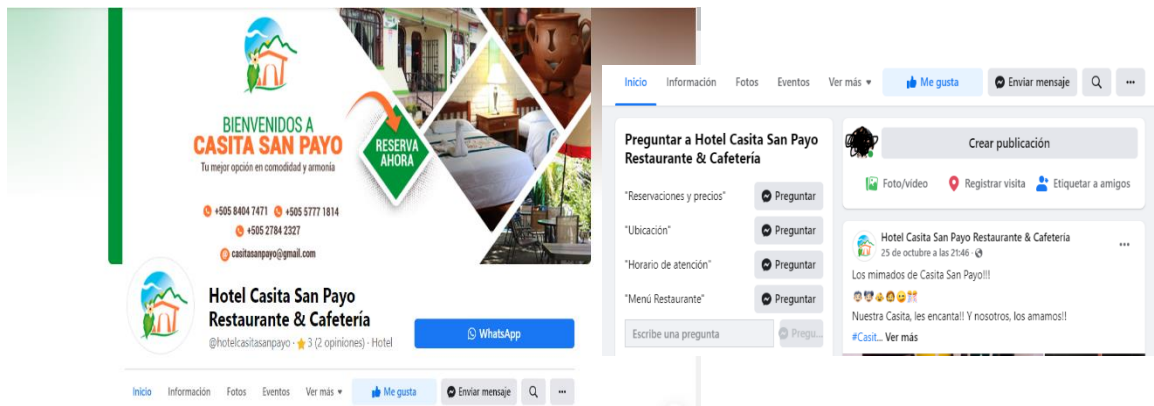 BIENVENIDOS A
CASITA SAN PAYO
Tu mejor opción en comodidad y armonía
RESERVA
AHORA
+505 8404 7471 +505 5777 1814
+505 2784 2327
casitasanpayo@gmail.com
Hotel Casita San Payo
Restaurante & Cafetería
@hotelcasitasanpayo · 3 (2 opiniones) · Hotel
WhatsApp
Inicio Información Fotos Eventos Ver más Me gusta Enviar mensaje ...
Inicio Información Fotos Eventos Ver más Me gusta Enviar mensaje ...
Preguntar a Hotel Casita San Payo
Restaurante & Cafetería
"Reservaciones y precios" Preguntar
"Ubicación" Preguntar
"Horario de atención" Preguntar
"Menú Restaurante" Preguntar
Escribe una pregunta Pregu...
Crear publicación
Foto/vídeo Registrar visita Etiquetar a amigos
Hotel Casita San Payo Restaurante & Cafetería
25 de octubre a las 21:46 ·
Los mimados de Casita San Payo!!!
Nuestra Casita, les encanta!! Y nosotros, los amamos!!
#Casit... Ver más